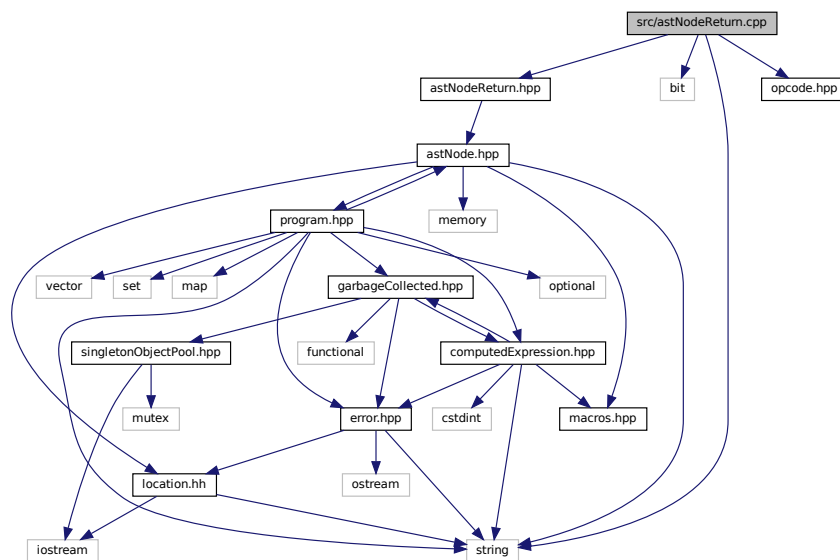 src/astNodeReturn.cpp
astNodeReturn.hpp
bit
opcode.hpp
astNode.hpp
program.hpp
memory
vector
set
map
garbageCollected.hpp
optional
singletonObjectPool.hpp
functional
computedExpression.hpp
mutex
error.hpp
cstdint
macros.hpp
location.hh
ostream
iostream
string